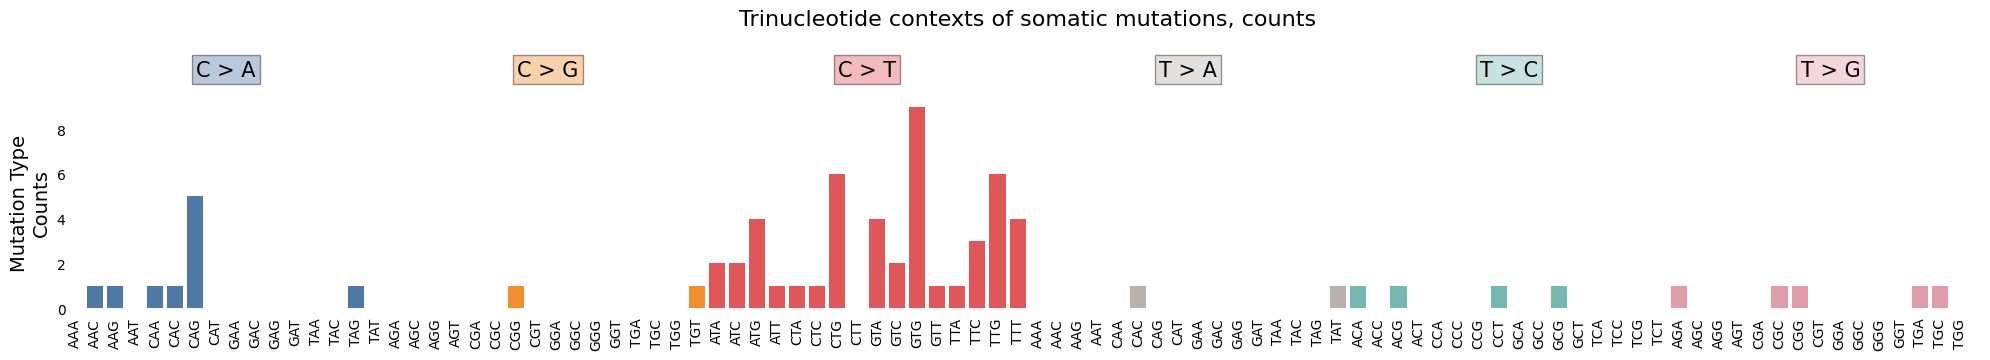 Trinucleotide contexts of somatic mutations, counts
C > A C > G C > T T > A T > C T > G
Mutation Type
Counts
8
6
4
2
0
AAA AAC AAG AAT CAA CAC CAG CAT GAA GAC GAG GAT TAA TAC TAG TAT AGA AGC AGG AGT CGA CGC CGG CGT GGA GGC GGG GGT TGA TGC TGG TGT ATA ATC ATG ATT CTA CTC CTG CTT GTA GTC GTG GTT TTA TTC TTG TTT AAA AAC AAG AAT CAA CAC CAG CAT GAA GAC GAG GAT TAA TAC TAG TAT ACA ACC ACG ACT CCA CCC CCG CCT GCA GCC GCG GCT TCA TCC TCG TCT AGA AGC AGG AGT CGA CGC CGG CGT GGA GGC GGG GGT TGA TGC TGG